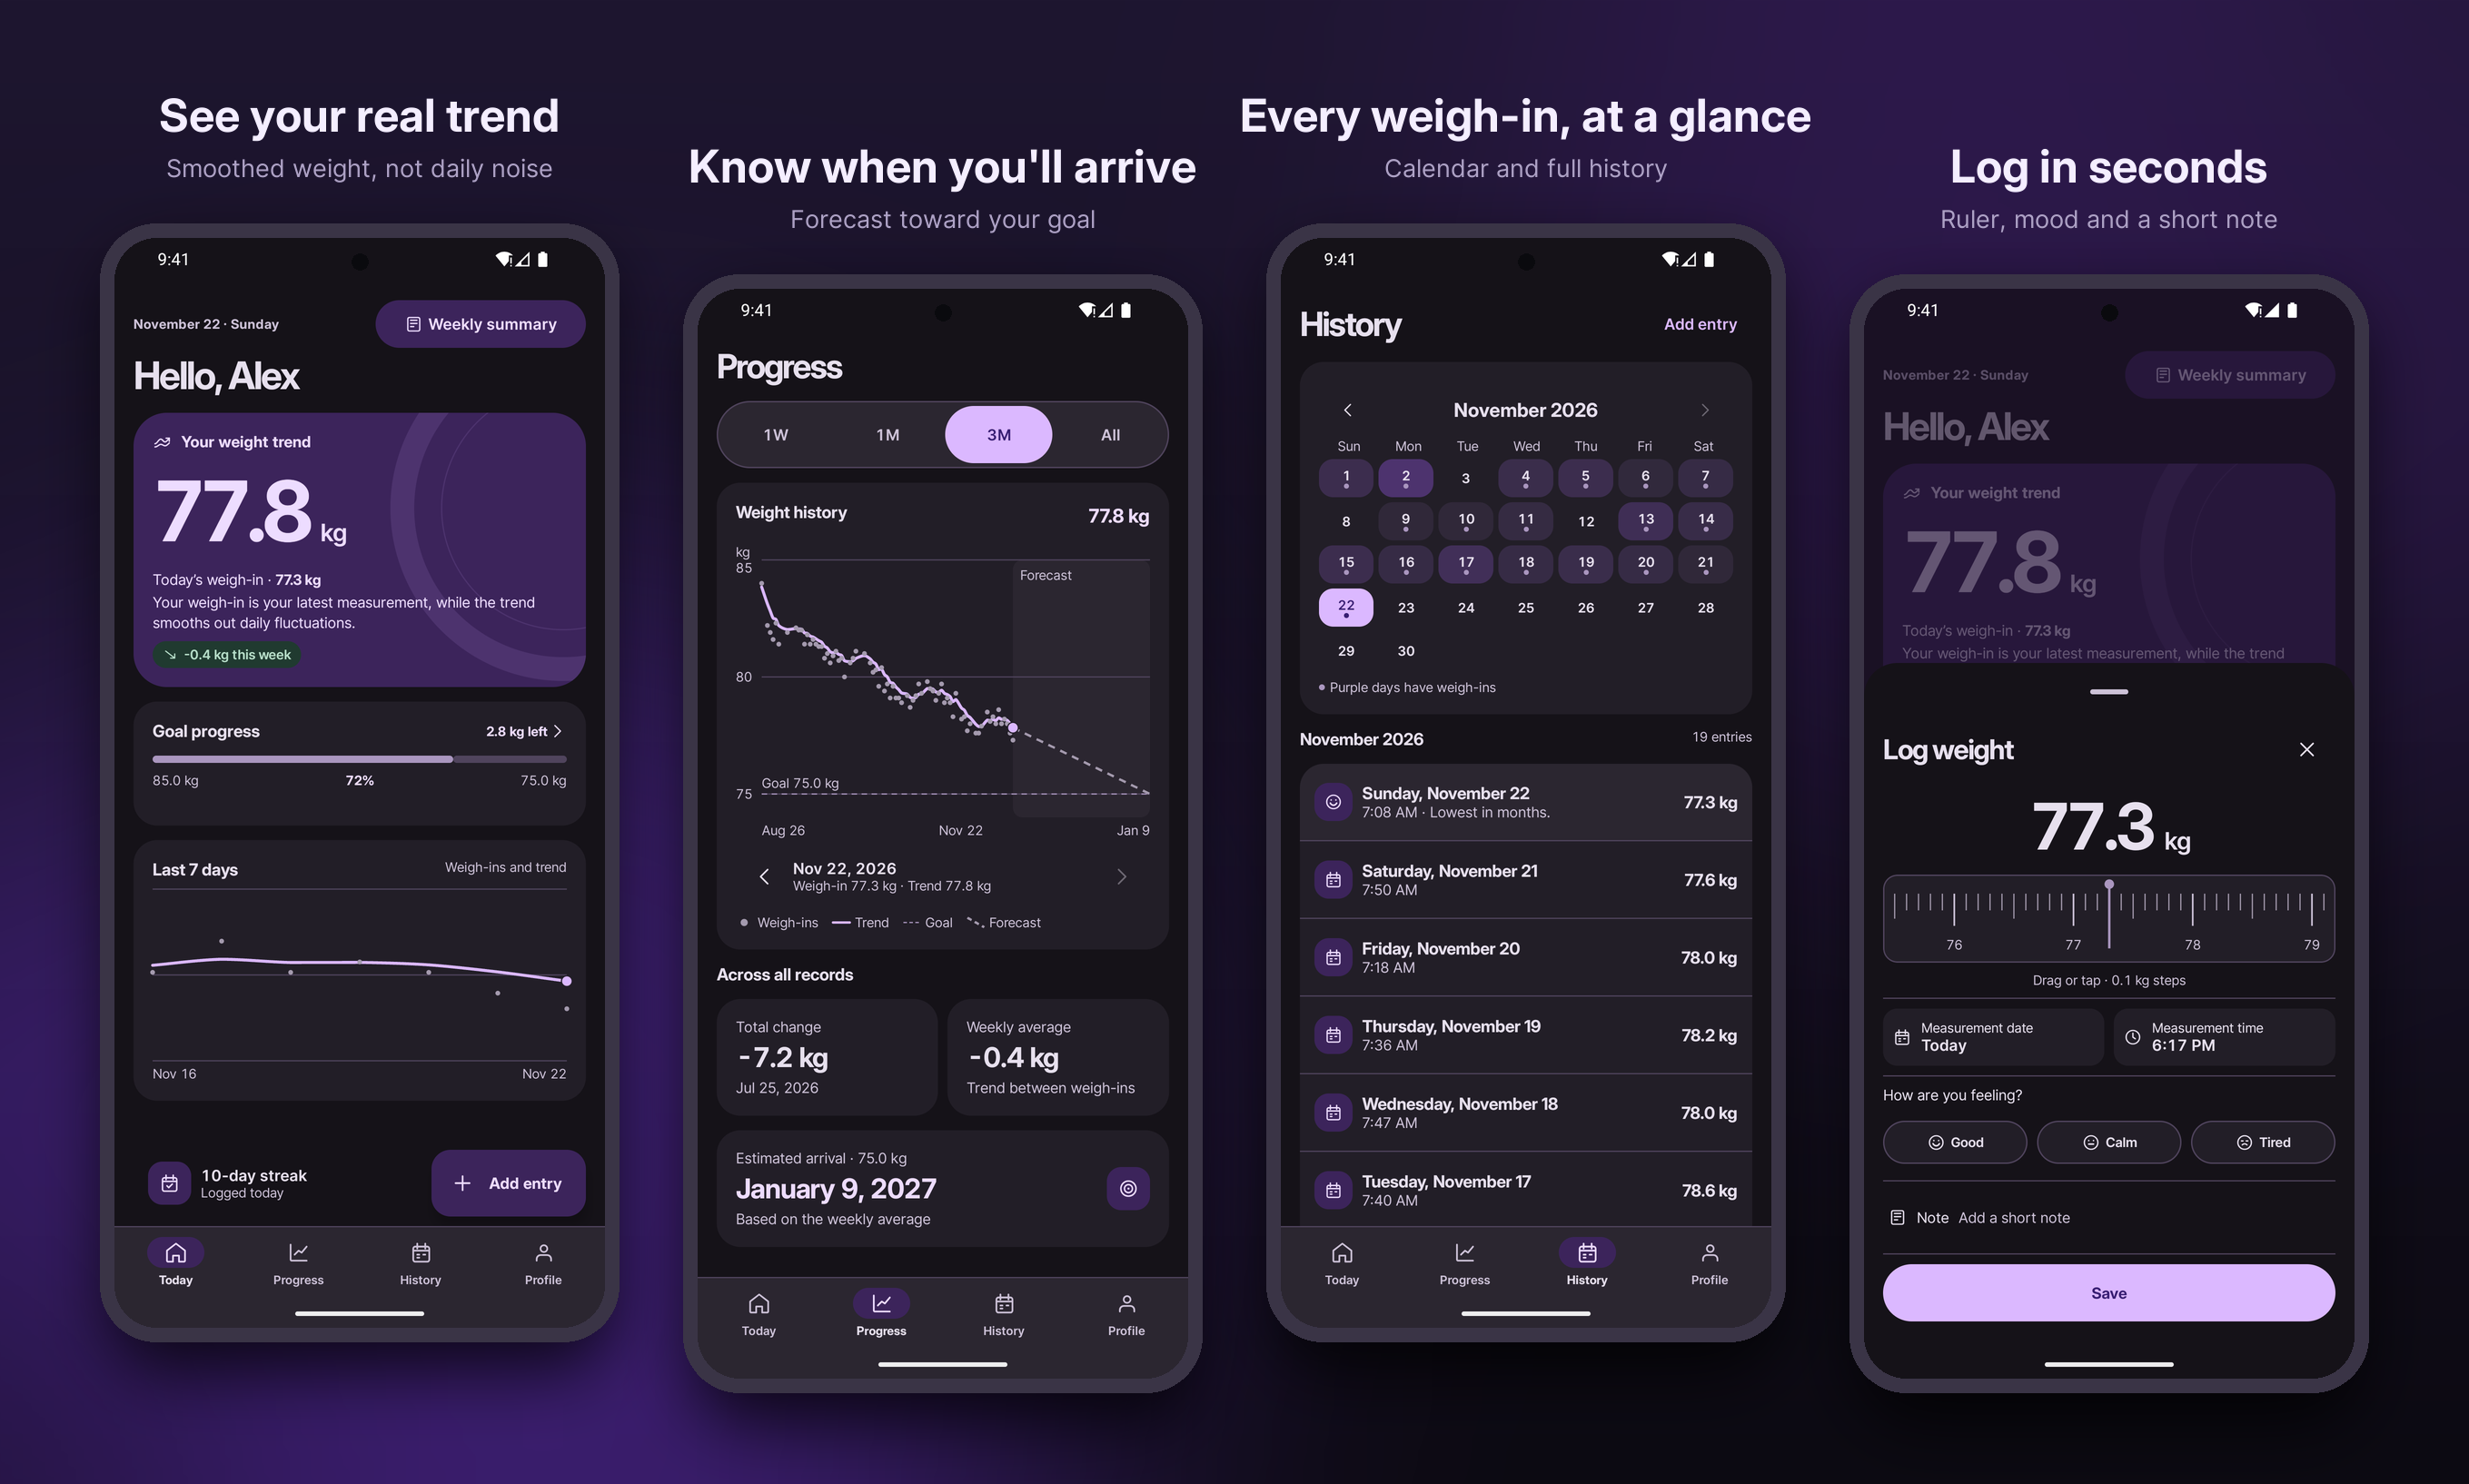 See your real trend
Smoothed weight, not daily noise
9:41
November 22 · Sunday
Weekly summary
Hello, Alex
Your weight trend
77.8 kg
Today's weigh-in · 77.3 kg
Your weigh-in is your latest measurement, while the trend
smooths out daily fluctuations.
-0.4 kg this week
Goal progress
2.8 kg left
85.0 kg
72%
75.0 kg
Last 7 days
Weigh-ins and trend
Nov 16
Nov 22
10-day streak
Logged today
Add entry
Today
Progress
History
Profile
Know when you'll arrive
Forecast toward your goal
9:41
Progress
1W
1M
3M
All
Weight history
77.8 kg
kg
85
Forecast
80
Goal 75.0 kg
75
Aug 26
Nov 22
Jan 9
Nov 22, 2026
Weigh-in 77.3 kg · Trend 77.8 kg
Weigh-ins
Trend
Goal
Forecast
Across all records
Total change
-7.2 kg
Jul 25, 2026
Weekly average
-0.4 kg
Trend between weigh-ins
Estimated arrival · 75.0 kg
January 9, 2027
Based on the weekly average
Today
Progress
History
Profile
Every weigh-in, at a glance
Calendar and full history
9:41
History
Add entry
November 2026
Sun Mon Tue Wed Thu Fri Sat
1 2 3 4 5 6 7
8 9 10 11 12 13 14
15 16 17 18 19 20 21
22 23 24 25 26 27 28
29 30
Purple days have weigh-ins
November 2026
19 entries
Sunday, November 22
7:08 AM · Lowest in months.
77.3 kg
Saturday, November 21
7:50 AM
77.6 kg
Friday, November 20
7:18 AM
78.0 kg
Thursday, November 19
7:36 AM
78.2 kg
Wednesday, November 18
7:47 AM
78.0 kg
Tuesday, November 17
7:40 AM
78.6 kg
Today
Progress
History
Profile
Log in seconds
Ruler, mood and a short note
9:41
November 22 · Sunday
Weekly summary
Hello, Alex
Your weight trend
77.8 kg
Today's weigh-in · 77.3 kg
Your weigh-in is your latest measurement, while the trend
Log weight
77.3 kg
76
77
78
79
Drag or tap · 0.1 kg steps
Measurement date
Today
Measurement time
6:17 PM
How are you feeling?
Good
Calm
Tired
Note Add a short note
Save